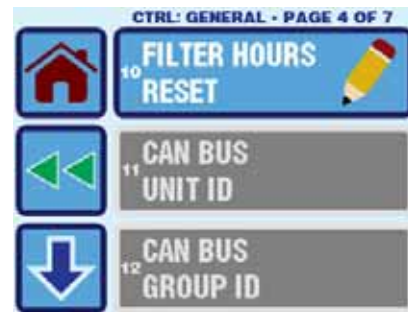 CTRL: GENERAL - PAGE 4 OF 7
10 FILTER HOURS
RESET
11 CAN BUS
UNIT ID
12 CAN BUS
GROUP ID